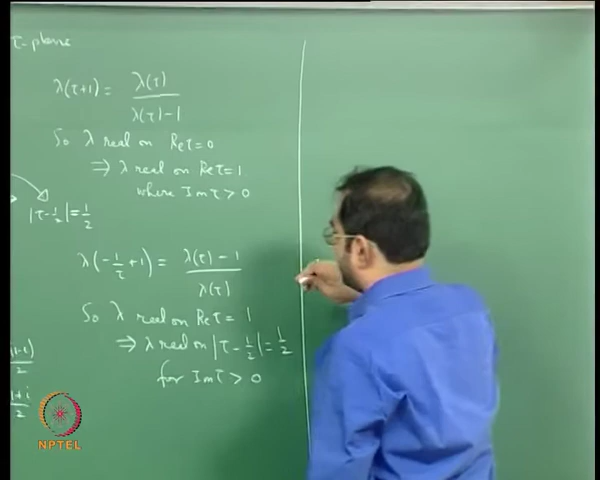 τ-plane
λ(τ+1) = λ(τ) / λ(τ)-1
So λ real on Re τ = 0
⇒ λ real on Re τ = 1
where Im τ > 0
|τ-1/2| = 1/2
λ(-1/τ + 1) = λ(τ) - 1 / λ(τ)
So λ real on Re τ = 1
⇒ λ real on |τ - 1/2| = 1/2
for Im τ > 0
NPTEL